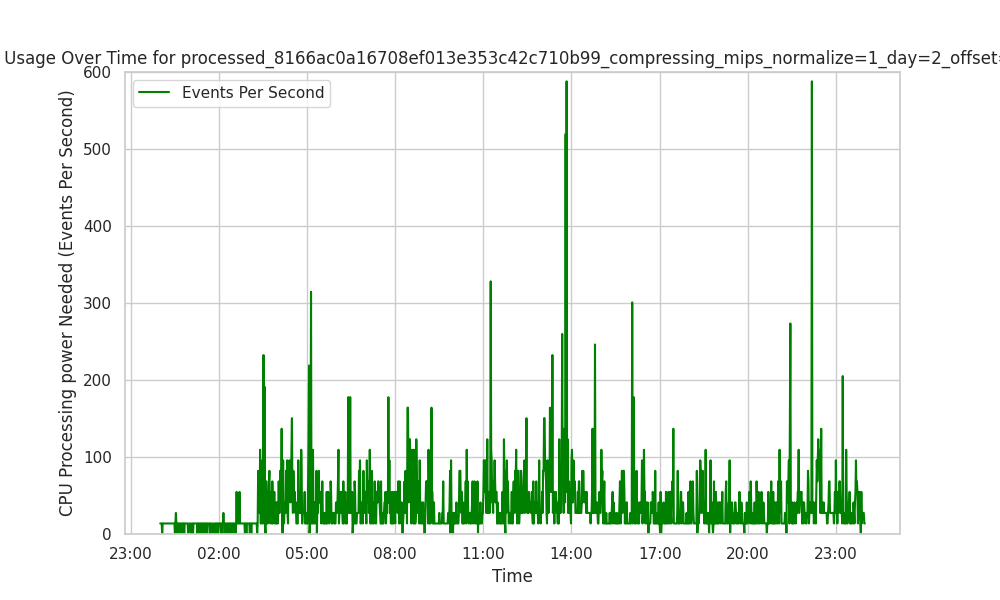 Usage Over Time for processed_8166ac0a16708ef013e353c42c710b99_compressing_mips_normalize=1_day=2_offset=
Events Per Second
CPU Processing power Needed (Events Per Second)
600
500
400
300
200
100
0
23:00 02:00 05:00 08:00 11:00 14:00 17:00 20:00 23:00
Time